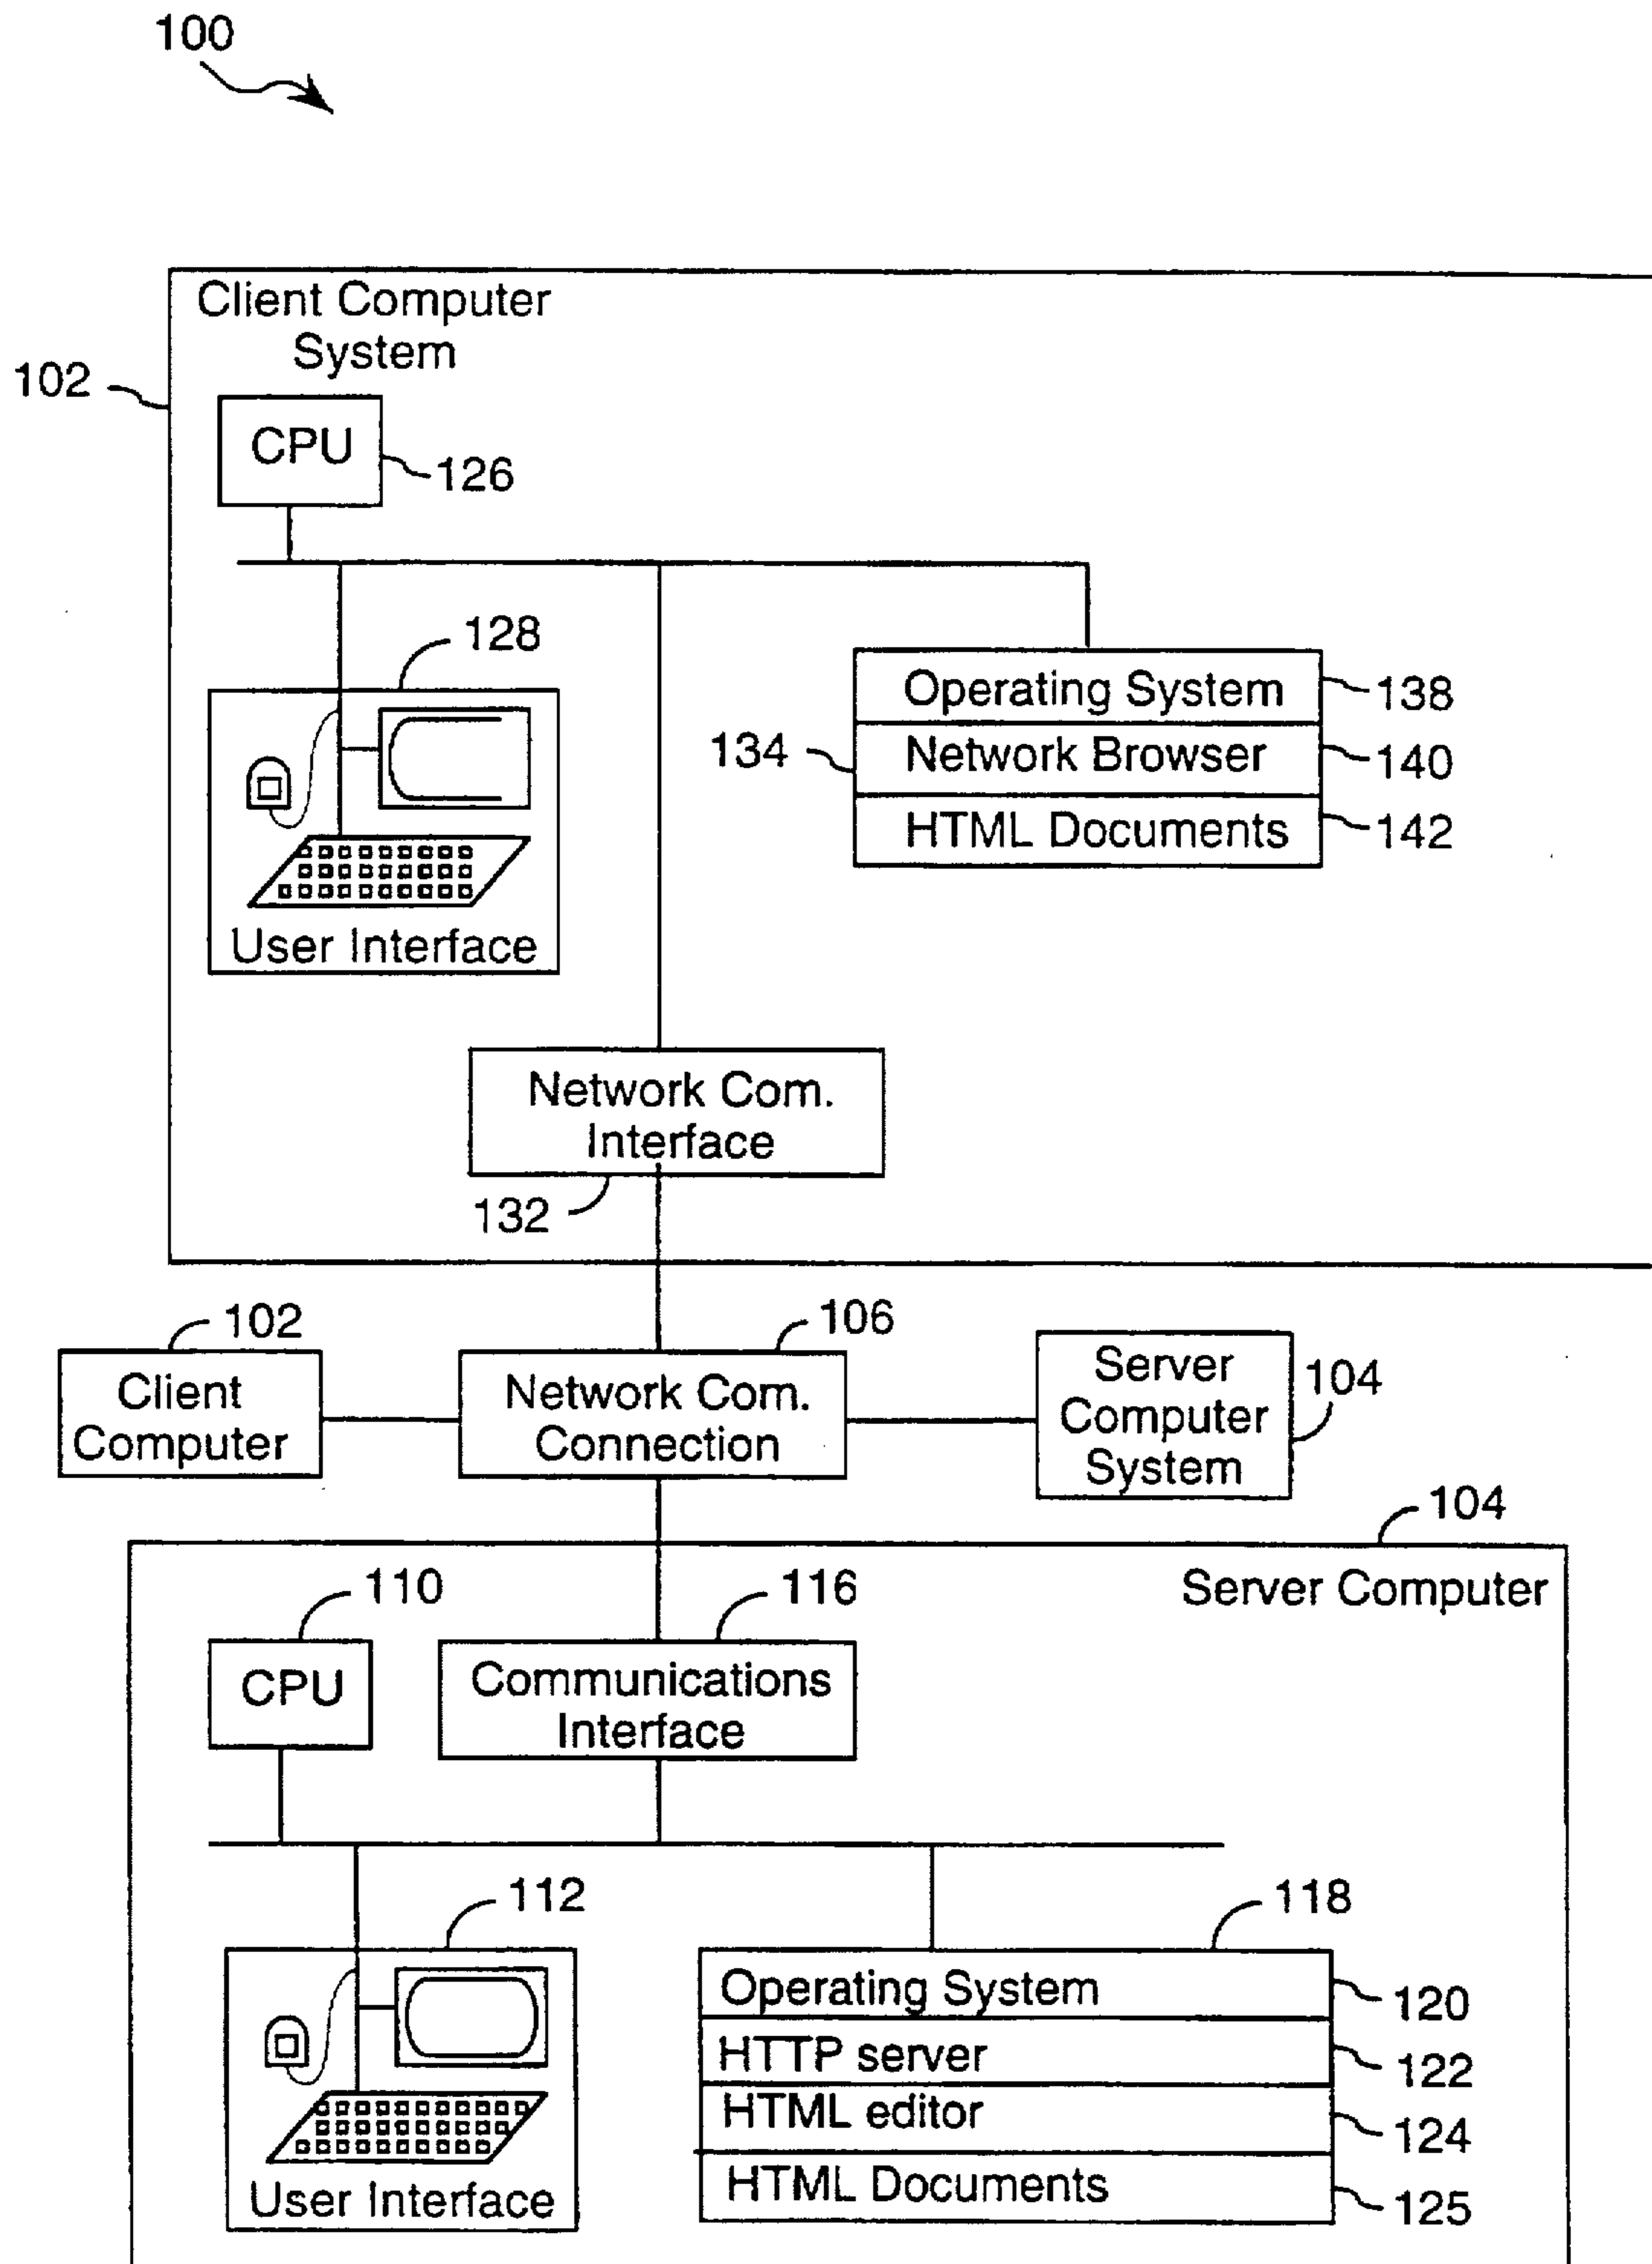 100
Client Computer
System
102
CPU
126
128
Operating System
138
134
Network Browser
140
HTML Documents
142
User Interface
Network Com.
Interface
132
102
106
Client
Computer
Network Com.
Connection
Server
Computer
System
104
104
Server Computer
110
116
CPU
Communications
Interface
112
118
Operating System
120
HTTP server
122
HTML editor
124
HTML Documents
125
User Interface